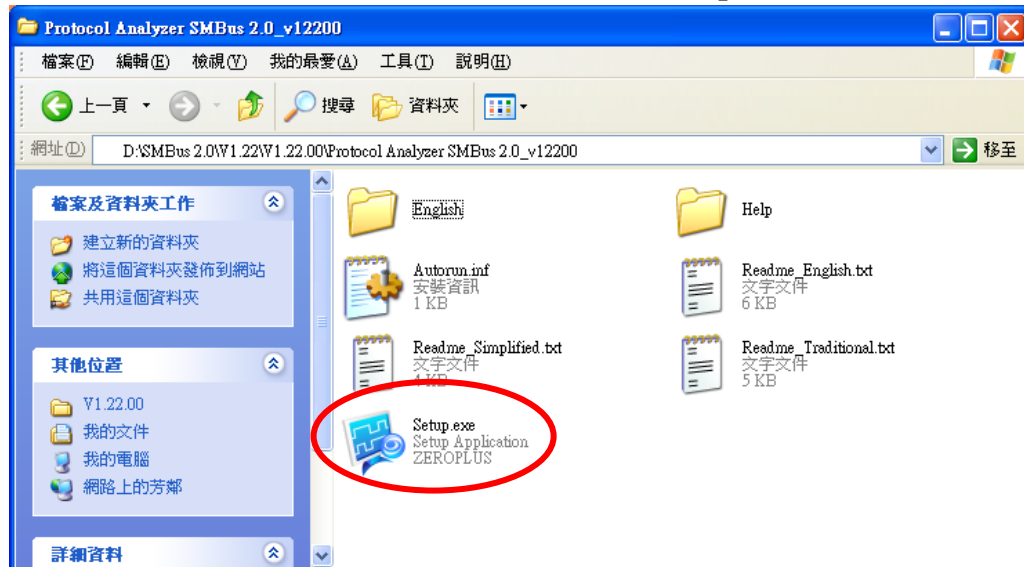 Protocol Analyzer SMBus 2.0_v12200
檔案(F) 編輯(E) 檢視(V) 我的最愛(A) 工具(T) 說明(H)
上一頁 搜尋 資料夾
網址(D) D:\SMBus 2.0\V1.22\V1.22.00\Protocol Analyzer SMBus 2.0_v12200 移至
檔案及資料夾工作
建立新的資料夾
將這個資料夾發佈到網站
共用這個資料夾
其他位置
V1.22.00
我的文件
我的電腦
網路上的芳鄰
詳細資料
English
Help
Autorun.inf
安裝資訊
1 KB
Readme_English.txt
文字文件
6 KB
Readme_Simplified.txt
文字文件
4 KB
Readme_Traditional.txt
文字文件
5 KB
Setup.exe
Setup Application
ZEROPLUS